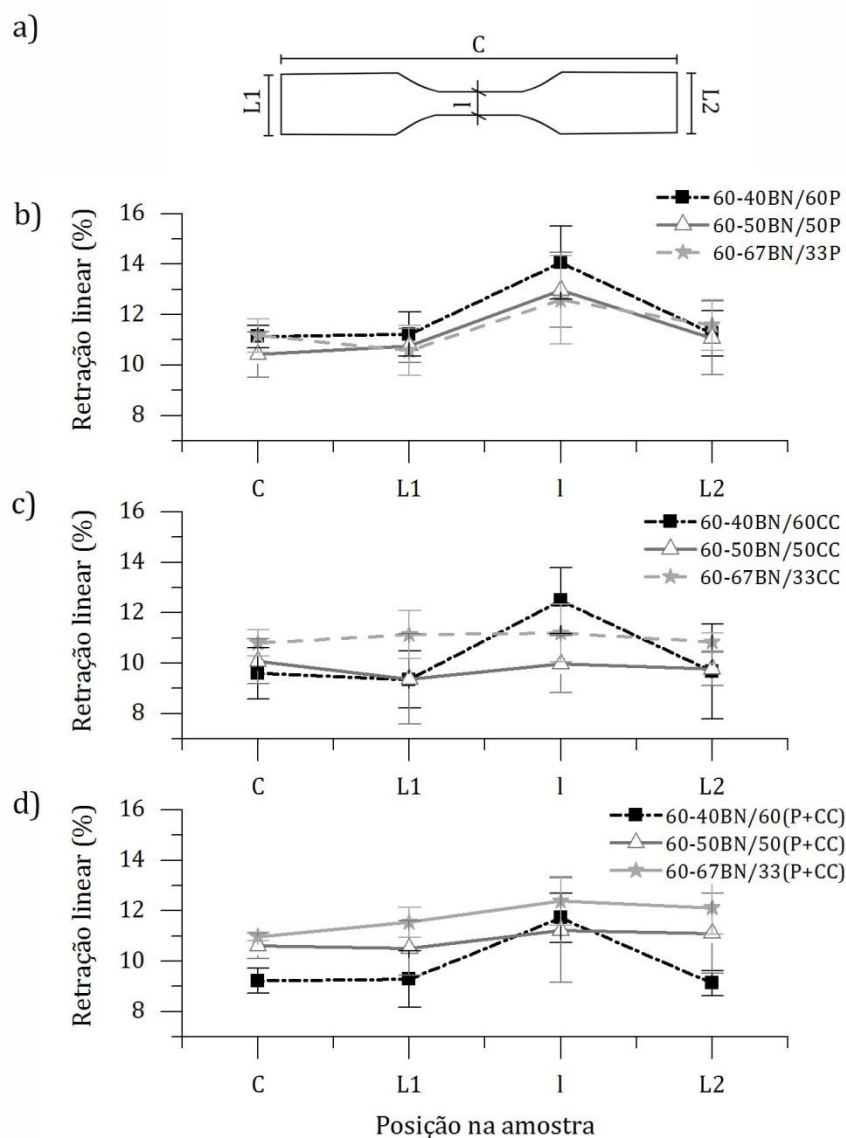 a)
C
L1
l
L2
b)
Retração linear (%)
16
14
12
10
8
60-40BN/60P
60-50BN/50P
60-67BN/33P
C L1 l L2
c)
Retração linear (%)
16
14
12
10
8
60-40BN/60CC
60-50BN/50CC
60-67BN/33CC
C L1 l L2
d)
Retração linear (%)
16
14
12
10
8
60-40BN/60(P+CC)
60-50BN/50(P+CC)
60-67BN/33(P+CC)
C L1 l L2
Posição na amostra